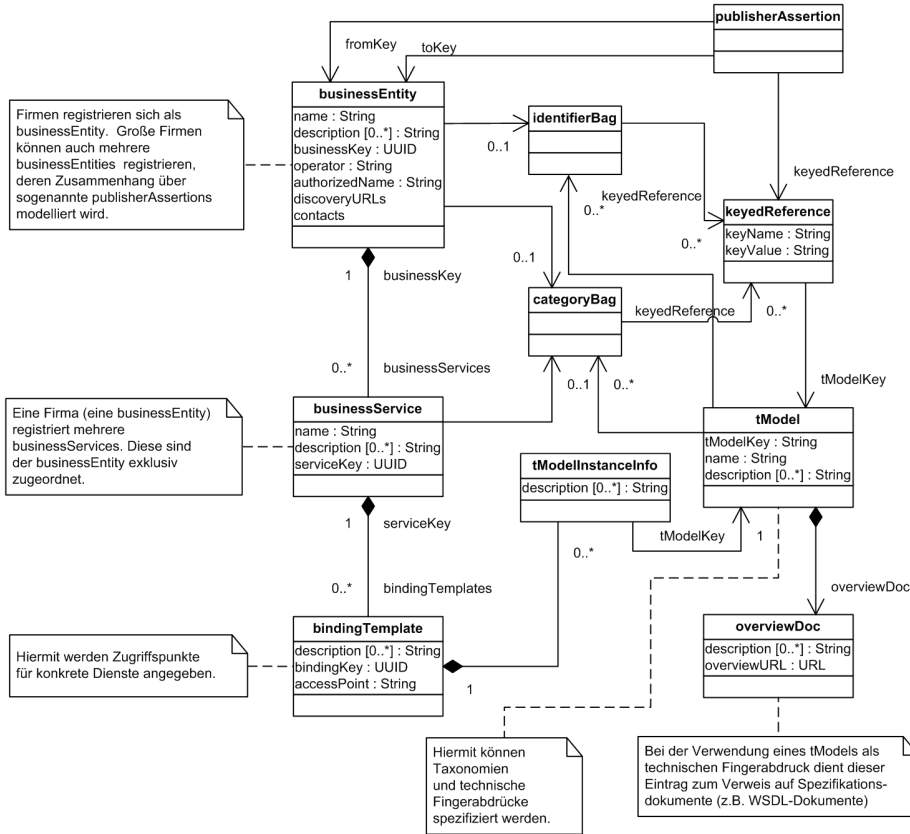 publisherAssertion
fromKey
toKey
businessEntity
name : String
description [0..*] : String
businessKey : UUID
operator : String
authorizedName : String
discoveryURLs
contacts
Firmen registrieren sich als
businessEntity. Große Firmen
können auch mehrere
businessEntities registrieren,
deren Zusammenhang über
sogenannte publisherAssertions
modelliert wird.
identifierBag
0..1
keyedReference
0..*
keyedReference
0..*
keyedReference
keyName : String
keyValue : String
0..1
1
businessKey
categoryBag
keyedReference
0..*
0..*
businessServices
0..1
0..*
tModelKey
Eine Firma (eine businessEntity)
registriert mehrere
businessServices. Diese sind
der businessEntity exklusiv
zugeordnet.
businessService
name : String
description [0..*] : String
serviceKey : UUID
tModel
tModelKey : String
name : String
description [0..*] : String
tModelInstanceInfo
description [0..*] : String
1
serviceKey
0..*
tModelKey
1
0..*
bindingTemplates
overviewDoc
Hiermit werden Zugriffspunkte
für konkrete Dienste angegeben.
bindingTemplate
description [0..*] : String
bindingKey : UUID
accessPoint : String
1
overviewDoc
description [0..*] : String
overviewURL : URL
Hiermit können
Taxonomien
und technische
Fingerabdrücke
spezifiziert werden.
Bei der Verwendung eines tModels als
technischen Fingerabdruck dient dieser
Eintrag zum Verweis auf Spezifikations-
dokumente (z.B. WSDL-Dokumente)